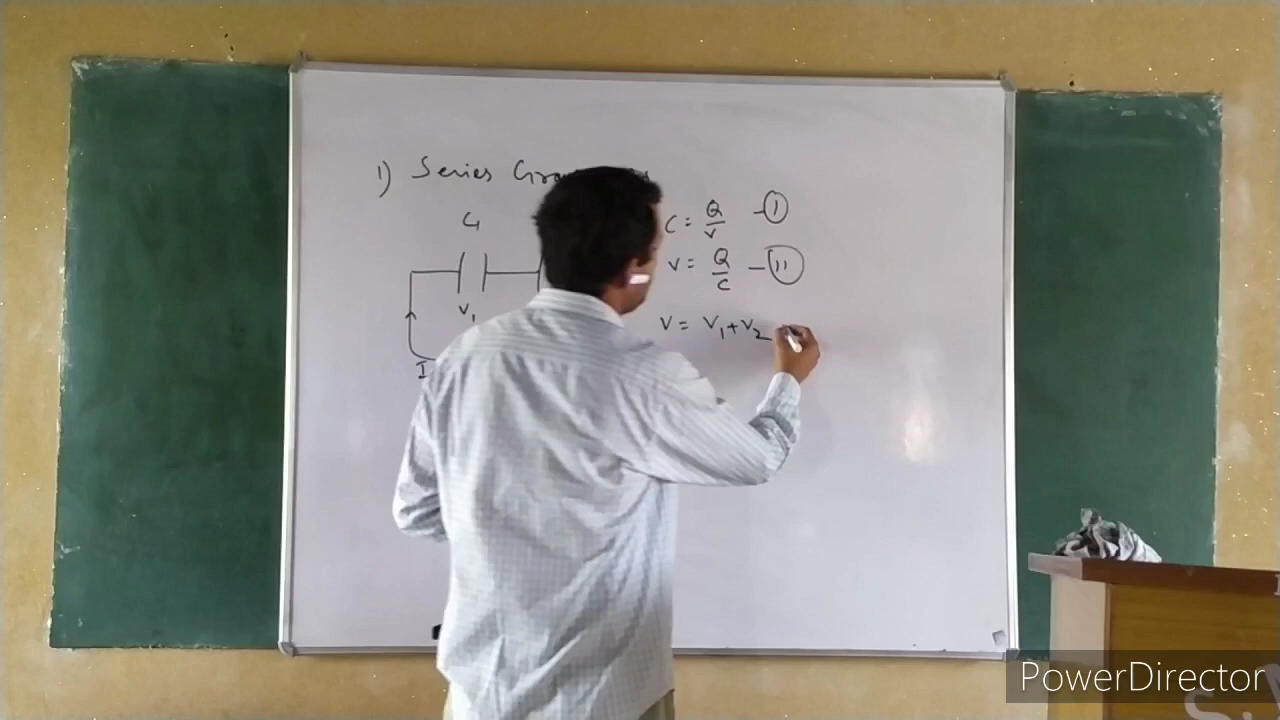 1) Series
C1
C = Q/V - I
V = Q/C - II
V1
V = V1 + V2
I
PowerDirector